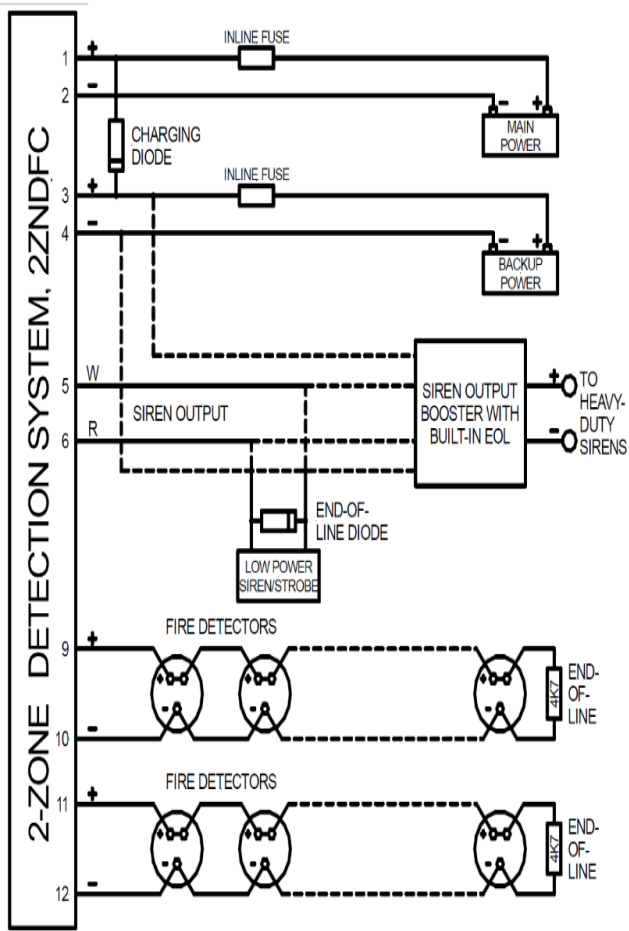 2-ZONE DETECTION SYSTEM, 2ZNDFC
1
+
INLINE FUSE
2
-
- +
MAIN
POWER
CHARGING
DIODE
3
+
INLINE FUSE
4
-
- +
BACKUP
POWER
5
W
SIREN OUTPUT
6
R
SIREN OUTPUT
BOOSTER WITH
BUILT-IN EOL
+
-
TO
HEAVY-
DUTY
SIRENS
END-OF-
LINE DIODE
LOW POWER
SIREN/STROBE
FIRE DETECTORS
9
+
+
-
+
-
+
-
4K7
END-
OF-
LINE
10
-
FIRE DETECTORS
11
+
+
-
+
-
+
-
4K7
END-
OF-
LINE
12
-